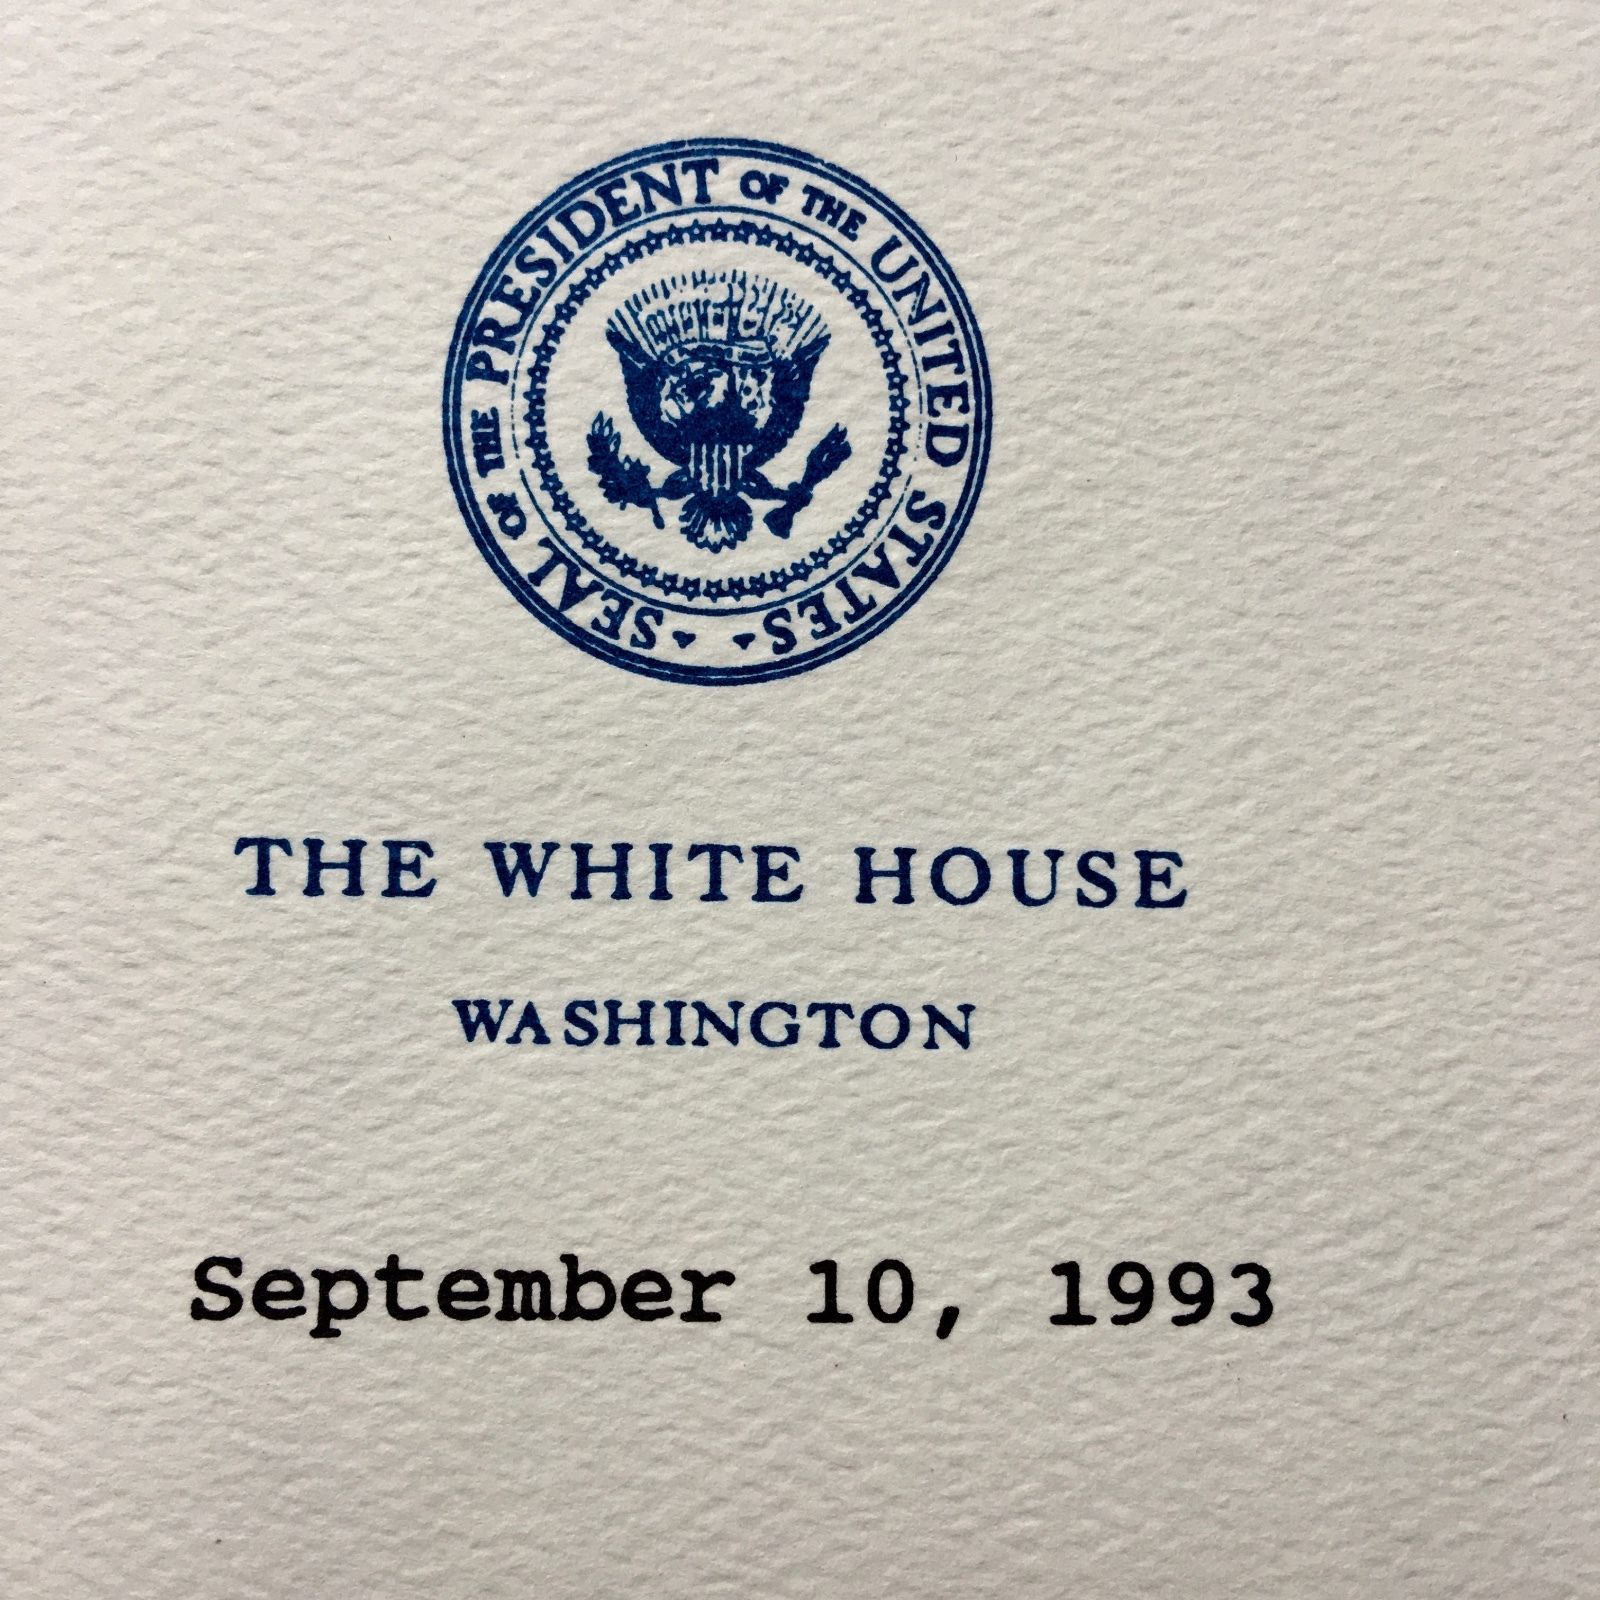 SEAL OF THE PRESIDENT OF THE UNITED STATES
THE WHITE HOUSE
WASHINGTON
September 10, 1993